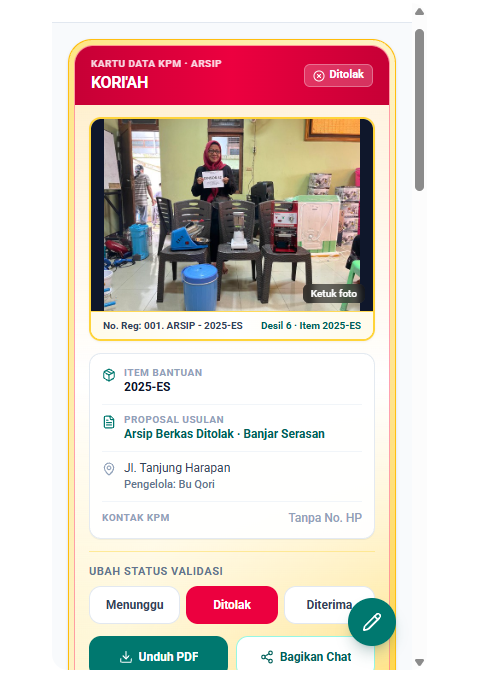 KARTU DATA KPM · ARSIP
KORI'AH
Ditolak
Ketuk foto
No. Reg: 001. ARSIP - 2025-ES
Desil 6 · Item 2025-ES
ITEM BANTUAN
2025-ES
PROPOSAL USULAN
Arsip Berkas Ditolak · Banjar Serasan
Jl. Tanjung Harapan
Pengelola: Bu Qori
KONTAK KPM
Tanpa No. HP
UBAH STATUS VALIDASI
Menunggu
Ditolak
Diterima
Unduh PDF
Bagikan Chat